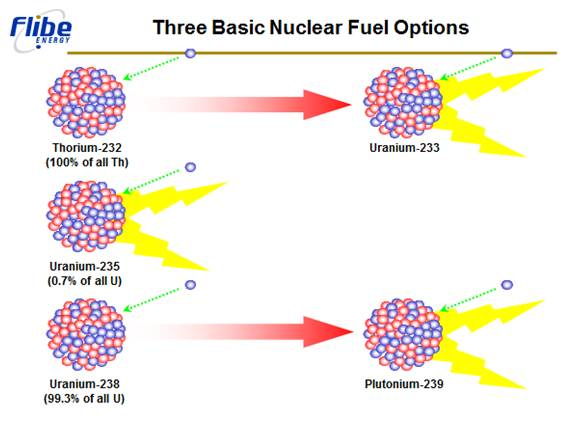 Flibe
ENERGY
Three Basic Nuclear Fuel Options
Thorium-232
(100% of all Th)
Uranium-233
Uranium-235
(0.7% of all U)
Uranium-238
(99.3% of all U)
Plutonium-239